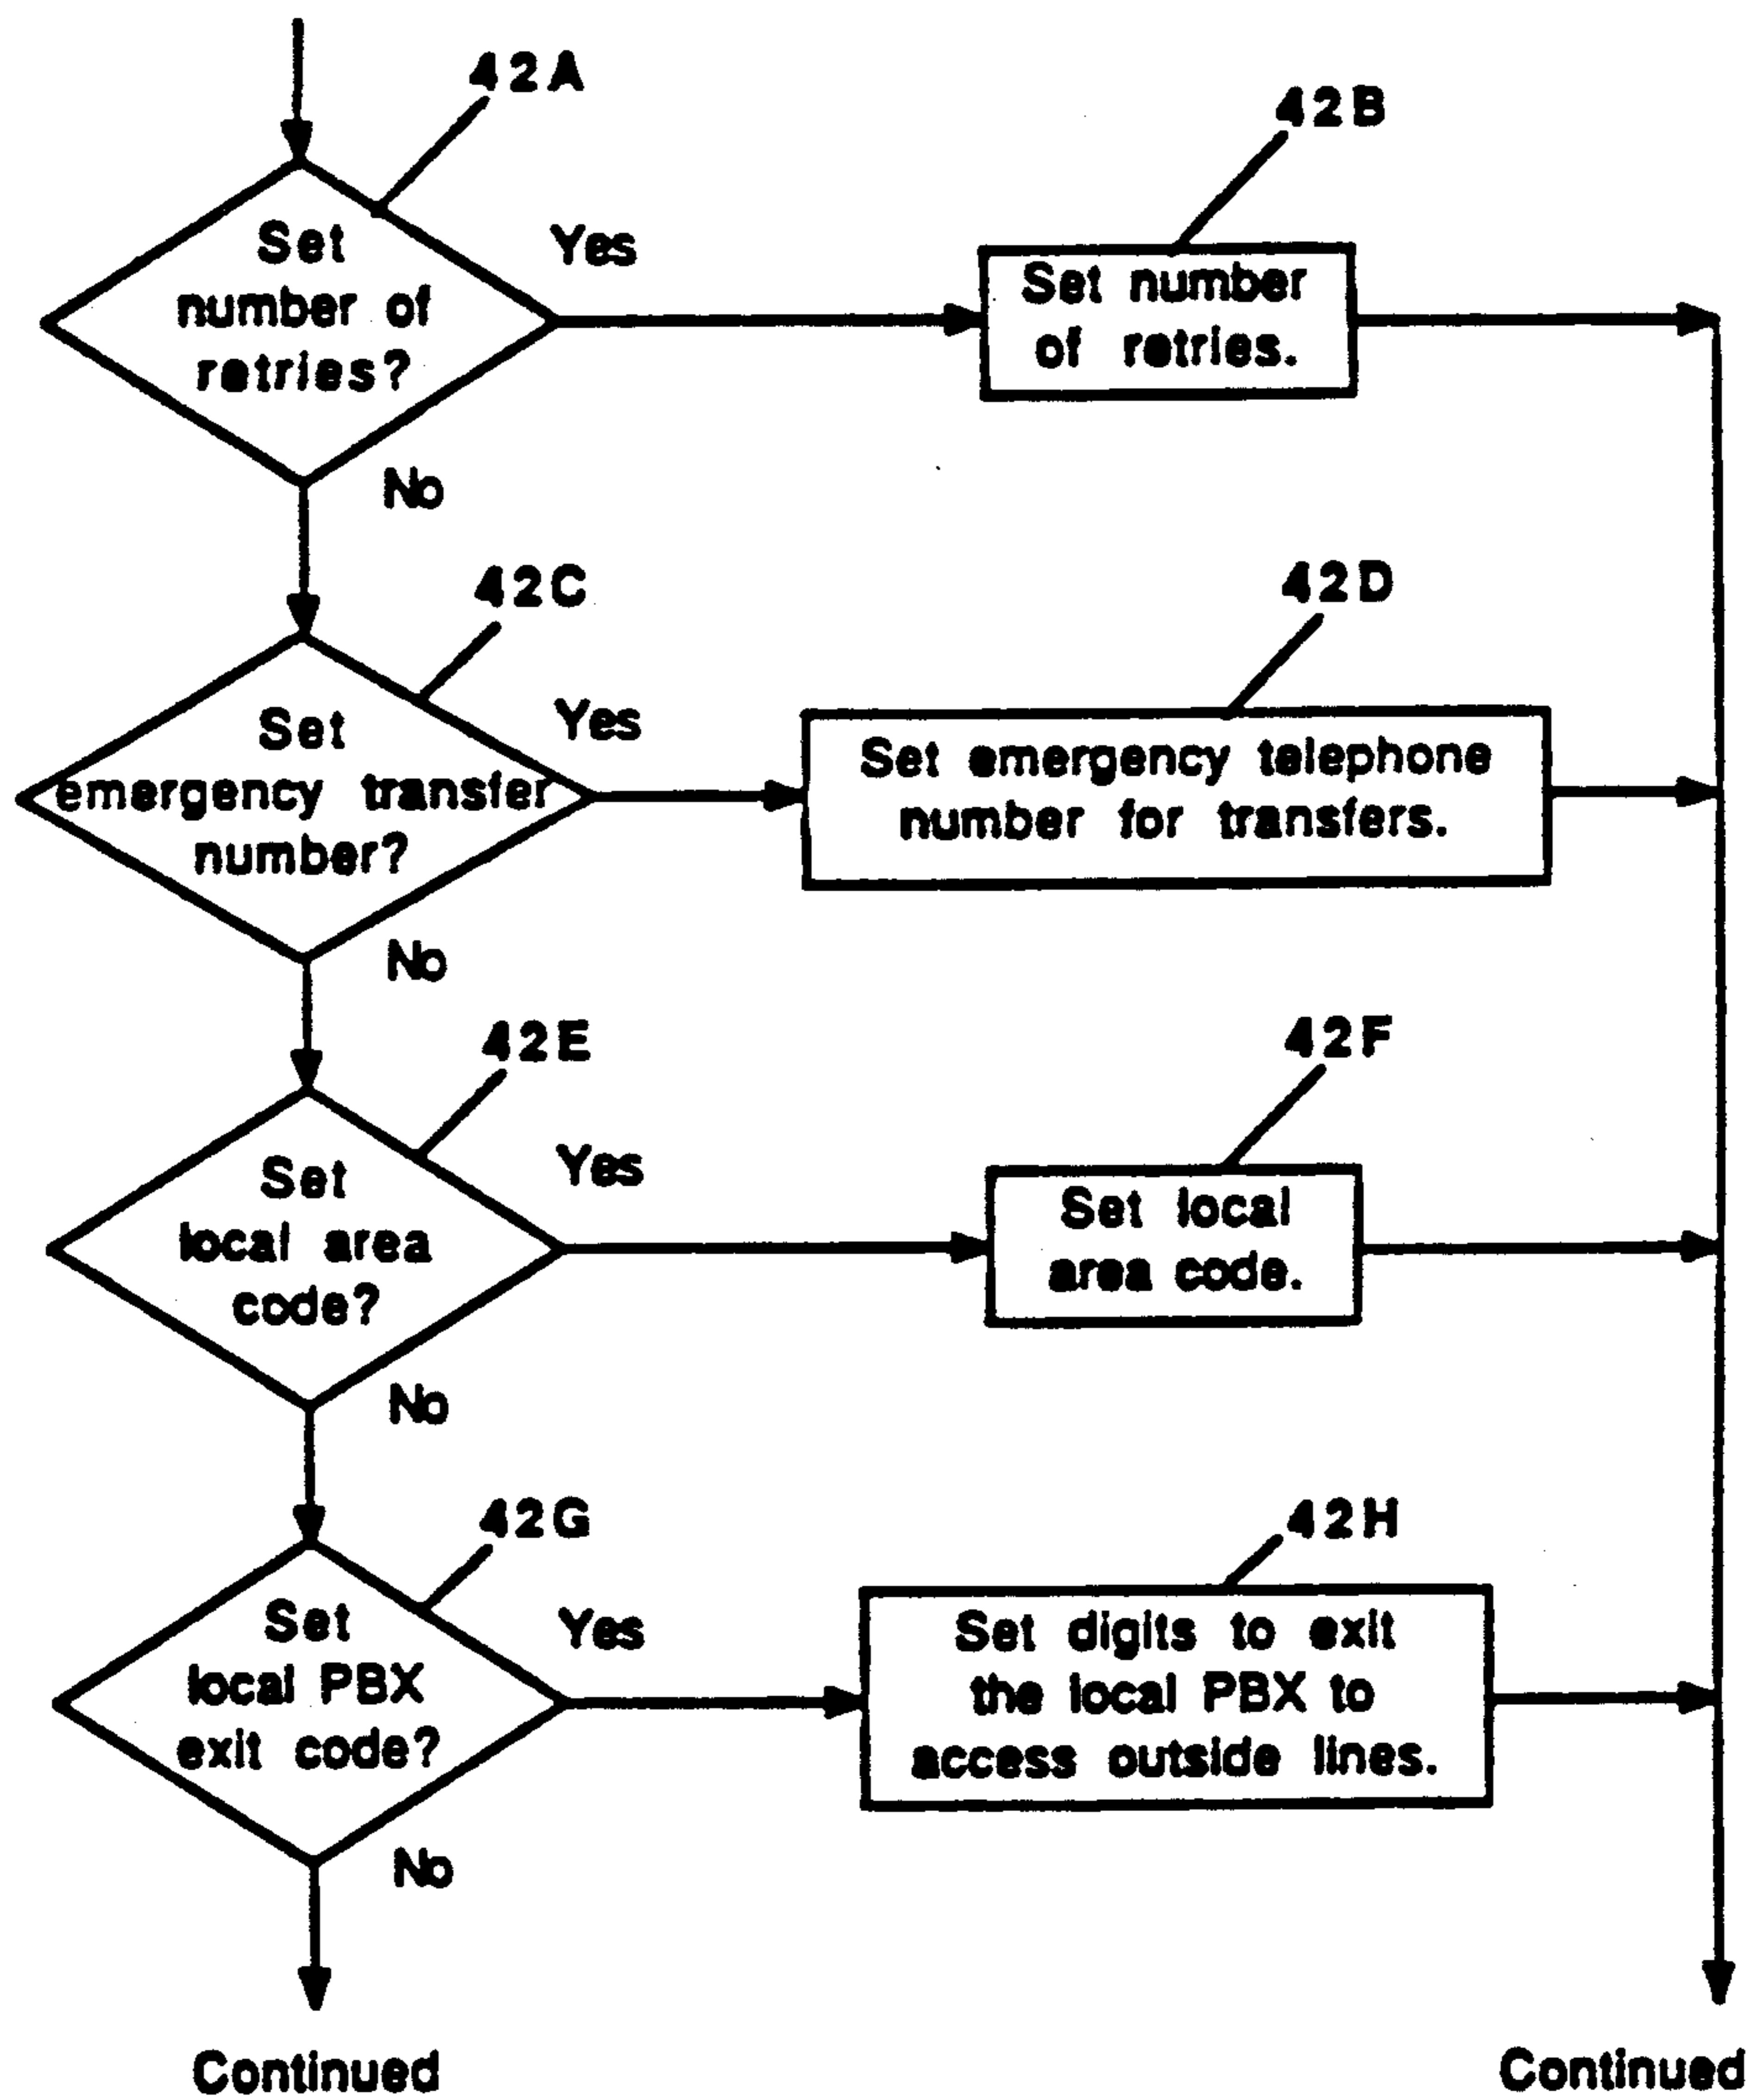 42A
42B
Set
number of
retries?
Yes
Set number
of retries.
No
42C
42D
Set
emergency transfer
number?
Yes
Set emergency telephone
number for transfers.
No
42E
42F
Set
local area
code?
Yes
Set local
area code.
No
42G
42H
Set
local PBX
exit code?
Yes
Set digits to exit
the local PBX to
access outside lines.
No
Continued
Continued